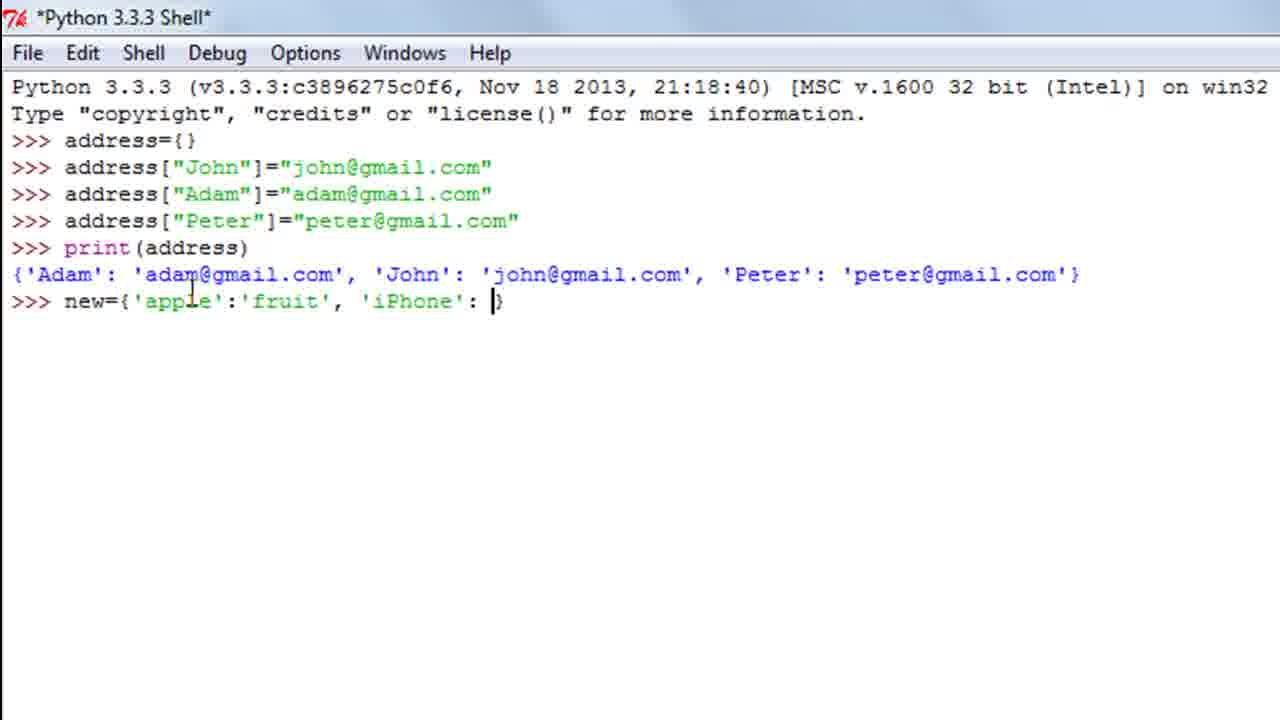 *Python 3.3.3 Shell*
File Edit Shell Debug Options Windows Help
Python 3.3.3 (v3.3.3:c3896275c0f6, Nov 18 2013, 21:18:40) [MSC v.1600 32 bit (Intel)] on win32
Type "copyright", "credits" or "license()" for more information.
>>> address={}
>>> address["John"]="john@gmail.com"
>>> address["Adam"]="adam@gmail.com"
>>> address["Peter"]="peter@gmail.com"
>>> print(address)
{'Adam': 'adam@gmail.com', 'John': 'john@gmail.com', 'Peter': 'peter@gmail.com'}
>>> new={'apple':'fruit', 'iPhone': }